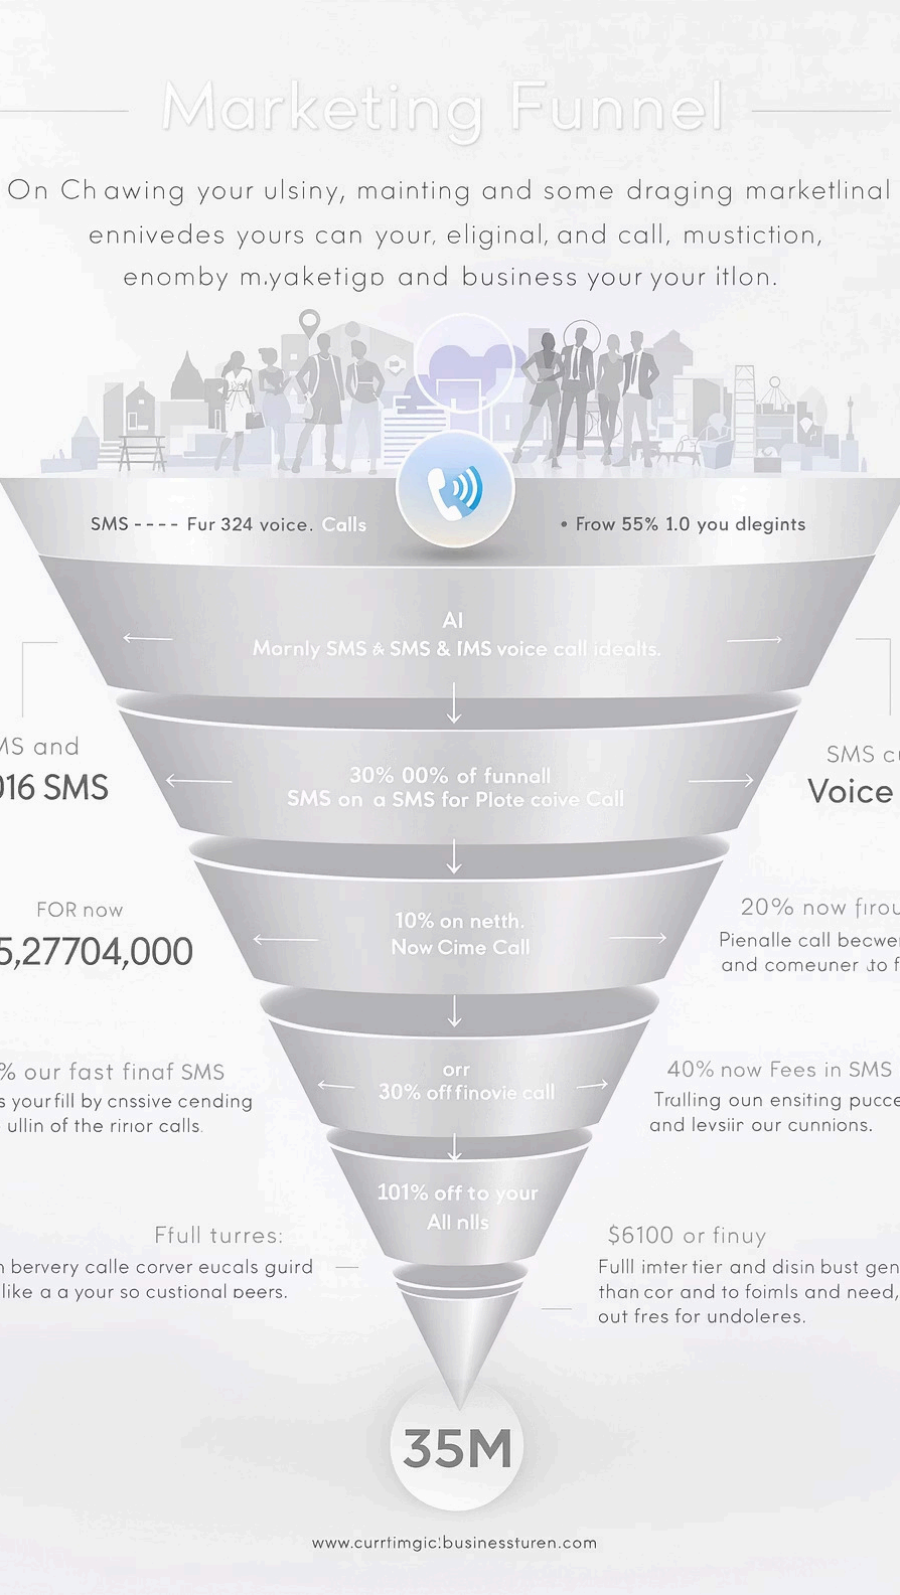 Marketing Funnel
On Chawing your ulsiny, mainting and some draging marketlinal
ennivedes yours can your, eliginal, and call, mustiction,
enomby m.yaketigp and business your your itlon.
SMS ---- Fur 324 voice. Calls
• Frow 55% 1.0 you dlegints
AI
Mornly SMS & SMS & IMS voice call idealts.
MS and
016 SMS
SMS cu
Voice
30% 00% of funnall
SMS on a SMS for Plote coive Call
FOR now
5,27704,000
10% on netth.
Now Cime Call
20% now firou
Pienalle call becwe
and comeuner to f
% our fast finaf SMS
s yourfill by cnssive cending
ullin of the ririor calls.
orr
30% off finovie call
40% now Fees in SMS
Tralling oun ensiting pucce
and levsiir our cunnions.
101% off to your
All nlls
Ffull turres:
n bervery calle corver eucals guird
like a a your so custional peers.
$6100 or finuy
Fulll imter tier and disin bust gen
than cor and to foimls and need,
out fres for undoleres.
35M
www.currtimgic!businessturen.com